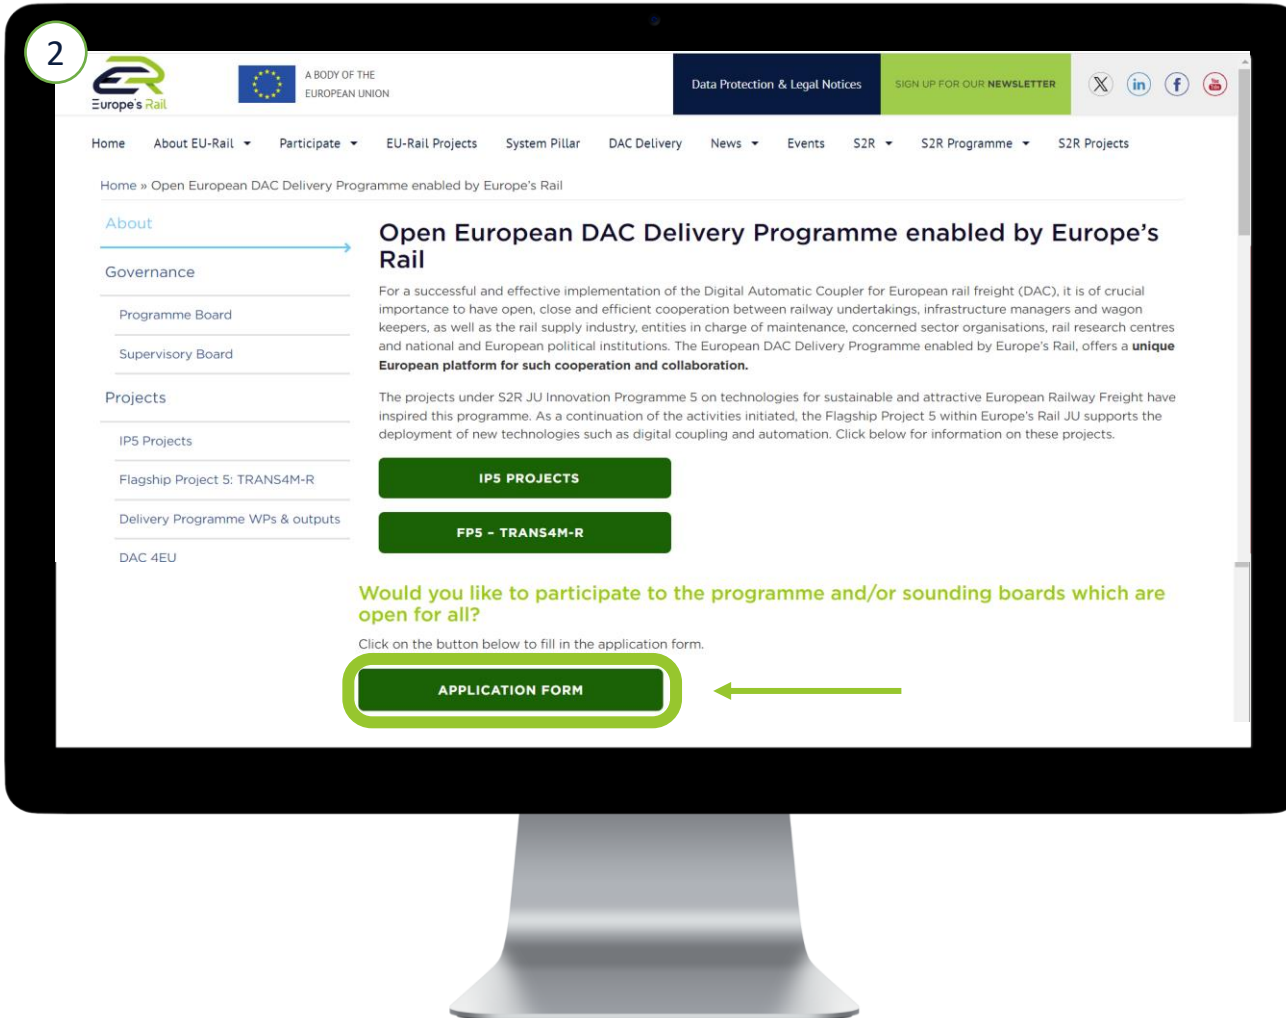 2
Europe's Rail
A BODY OF THE
EUROPEAN UNION
Data Protection & Legal Notices
SIGN UP FOR OUR NEWSLETTER
X
in
f
You
Tube
Home About EU-Rail Participate EU-Rail Projects System Pillar DAC Delivery News Events S2R S2R Programme S2R Projects
Home » Open European DAC Delivery Programme enabled by Europe's Rail
About
Governance
Programme Board
Supervisory Board
Projects
IP5 Projects
Flagship Project 5: TRANS4M-R
Delivery Programme WPs & outputs
DAC 4EU
Open European DAC Delivery Programme enabled by Europe's
Rail
For a successful and effective implementation of the Digital Automatic Coupler for European rail freight (DAC), it is of crucial
importance to have open, close and efficient cooperation between railway undertakings, infrastructure managers and wagon
keepers, as well as the rail supply industry, entities in charge of maintenance, concerned sector organisations, rail research centres
and national and European political institutions. The European DAC Delivery Programme enabled by Europe's Rail, offers a unique
European platform for such cooperation and collaboration.
The projects under S2R JU Innovation Programme 5 on technologies for sustainable and attractive European Railway Freight have
inspired this programme. As a continuation of the activities initiated, the Flagship Project 5 within Europe's Rail JU supports the
deployment of new technologies such as digital coupling and automation. Click below for information on these projects.
IP5 PROJECTS
FP5 – TRANS4M-R
Would you like to participate to the programme and/or sounding boards which are
open for all?
Click on the button below to fill in the application form.
APPLICATION FORM